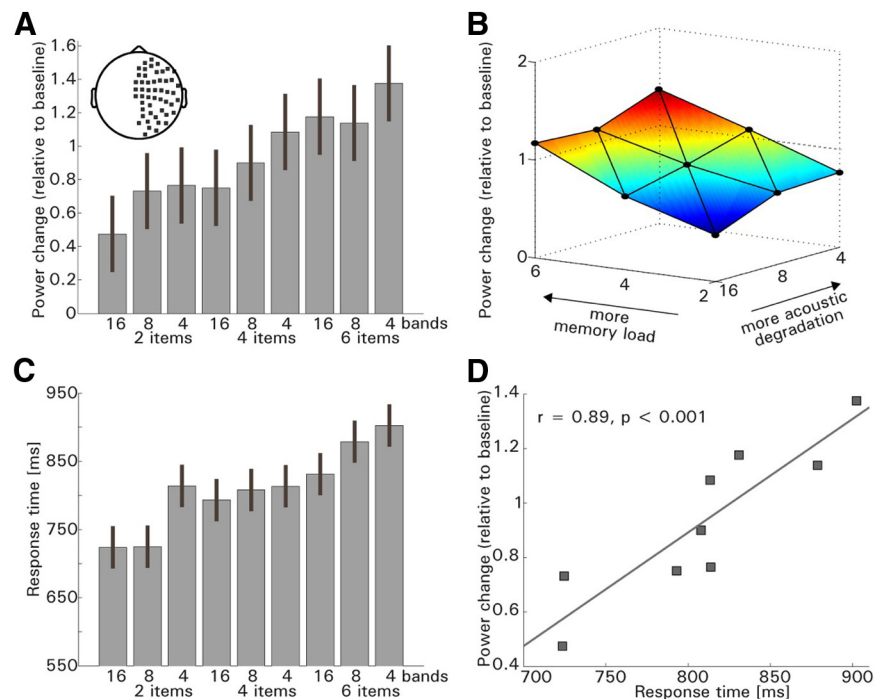 A
Power change (relative to baseline)
1.6
1.4
1.2
1
0.8
0.6
0.4
0.2
0
16 8 4 16 8 4 16 8 4 bands
2 items 4 items 6 items
B
Power change (relative to baseline)
2
1
0
6 4 2 16 8 4
more
memory load
more acoustic
degradation
C
Response time [ms]
950
850
750
650
550
16 8 4 16 8 4 16 8 4 bands
2 items 4 items 6 items
D
Power change (relative to baseline)
1.4
1.2
1
0.8
0.6
0.4
r = 0.89, p < 0.001
700 750 800 850 900
Response time [ms]